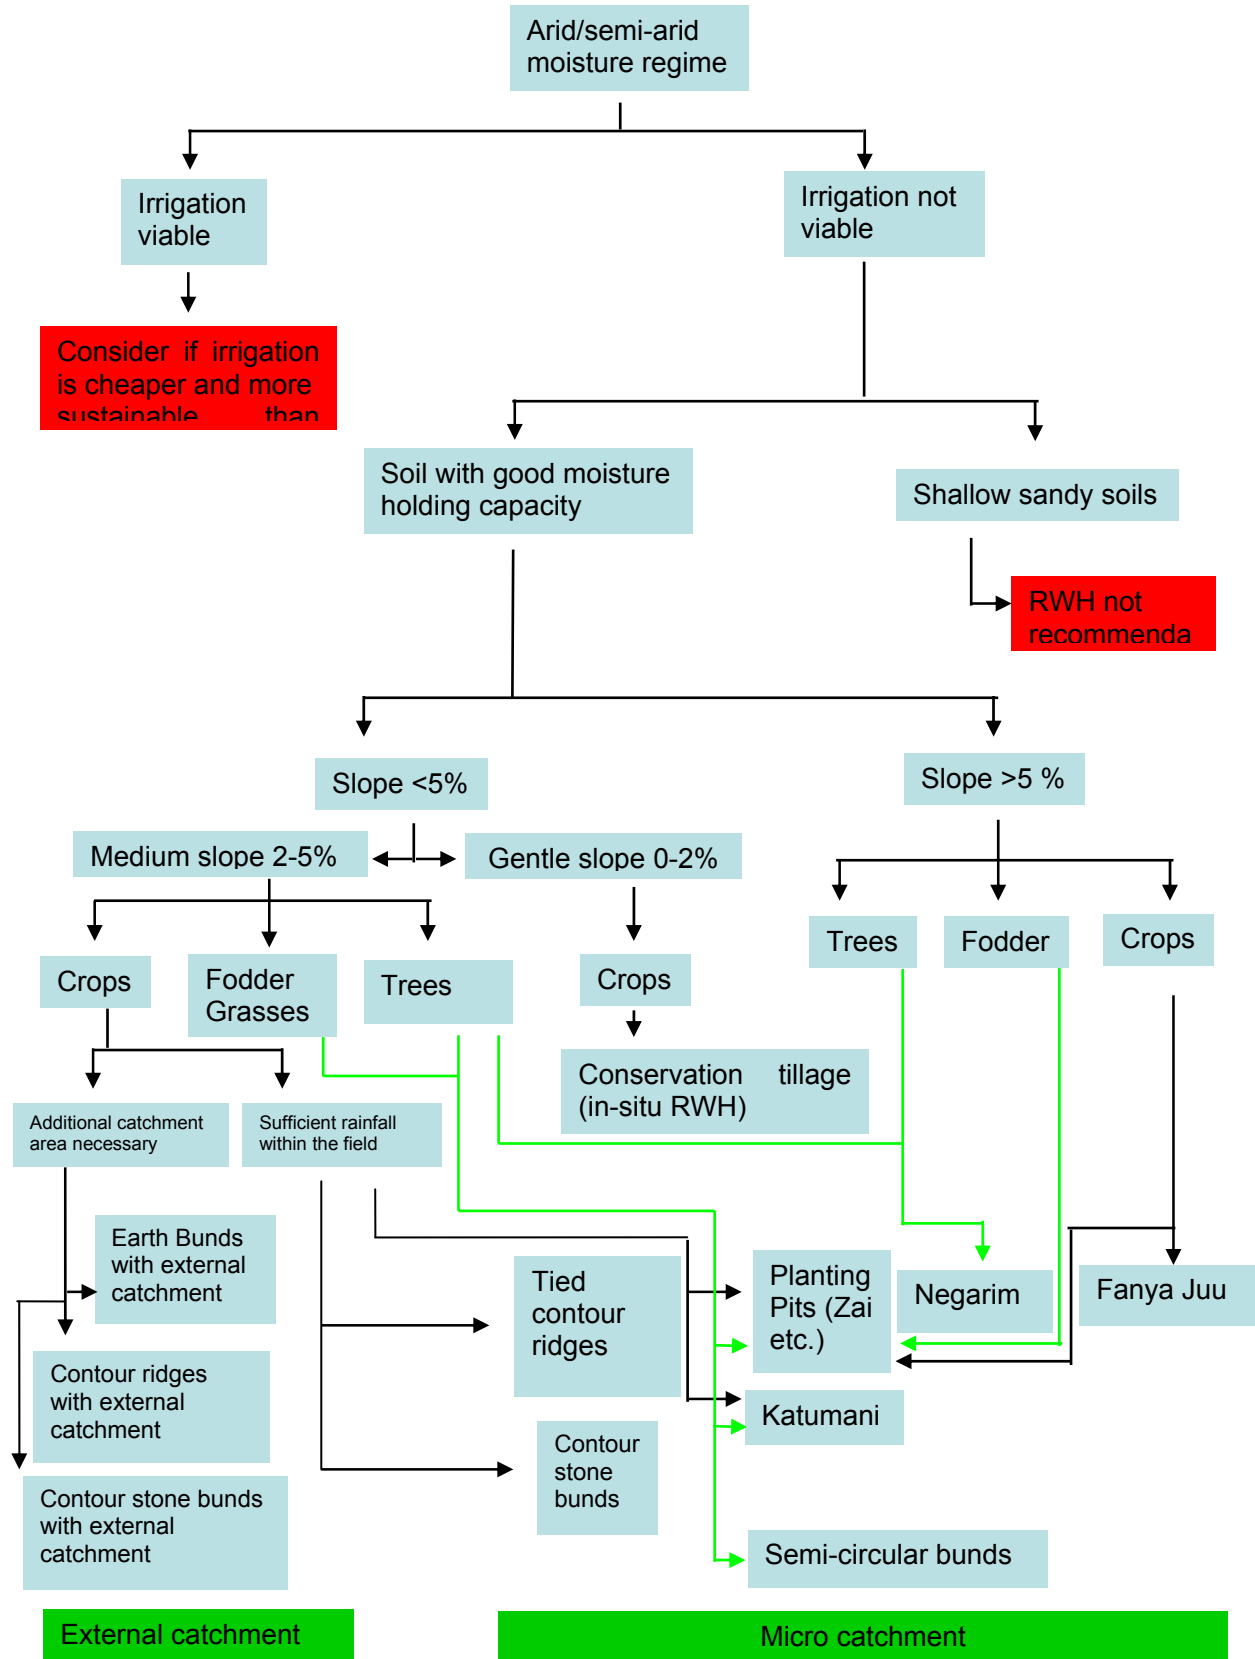 Arid/semi-arid
moisture regime
Irrigation
viable
Irrigation not
viable
Consider if irrigation
is cheaper and more
sustainable than
Soil with good moisture
holding capacity
Shallow sandy soils
RWH not
recommenda
Slope <5%
Slope >5 %
Medium slope 2-5%
Gentle slope 0-2%
Trees
Fodder
Crops
Crops
Fodder
Grasses
Trees
Crops
Conservation tillage
(in-situ RWH)
Additional catchment
area necessary
Sufficient rainfall
within the field
Earth Bunds
with external
catchment
Tied
contour
ridges
Planting
Pits (Zai
etc.)
Negarim
Fanya Juu
Contour ridges
with external
catchment
Katumani
Contour
stone
bunds
Contour stone bunds
with external
catchment
Semi-circular bunds
External catchment
Micro catchment